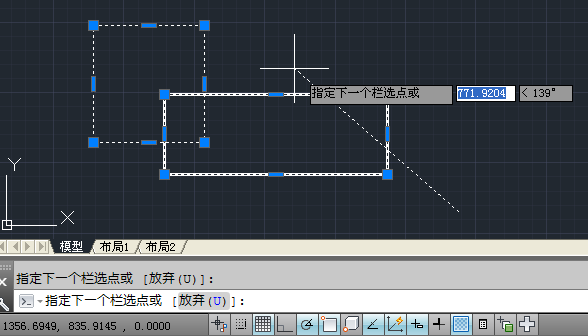 指定下一个栏选点或 771.9204 < 139°
Y
X
模型 布局1 布局2
指定下一个栏选点或 [放弃(U)]:
指定下一个栏选点或 [放弃(U)]:
1356.6949, 835.9145 , 0.0000